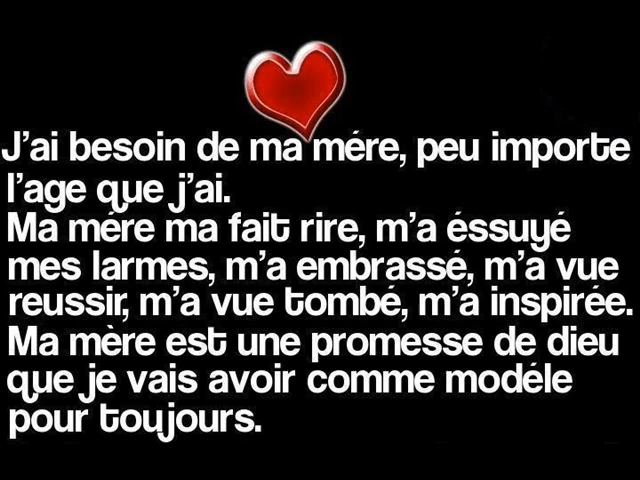 J'ai besoin de ma mére, peu importe
l'age que j'ai.
Ma mére ma fait rire, m'a éssuyé
mes larmes, m'a embrassé, m'a vue
reussir, m'a vue tombé, m'a inspirée.
Ma mère est une promesse de dieu
que je vais avoir comme modéle
pour toujours.